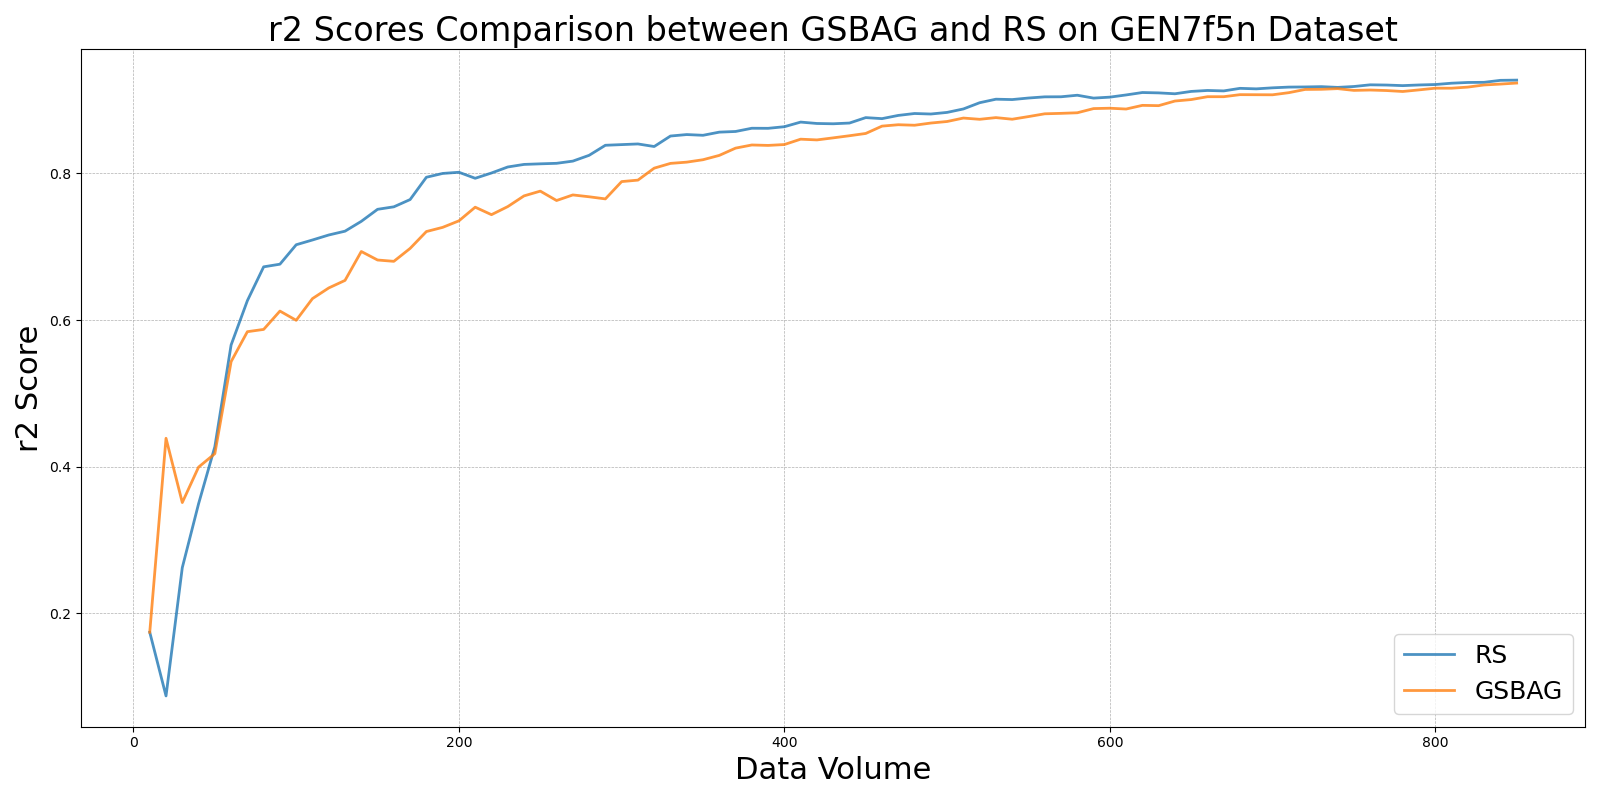 r2 Scores Comparison between GSBAG and RS on GEN7f5n Dataset
r2 Score
0.8
0.6
0.4
0.2
RS
GSBAG
0 200 400 600 800
Data Volume